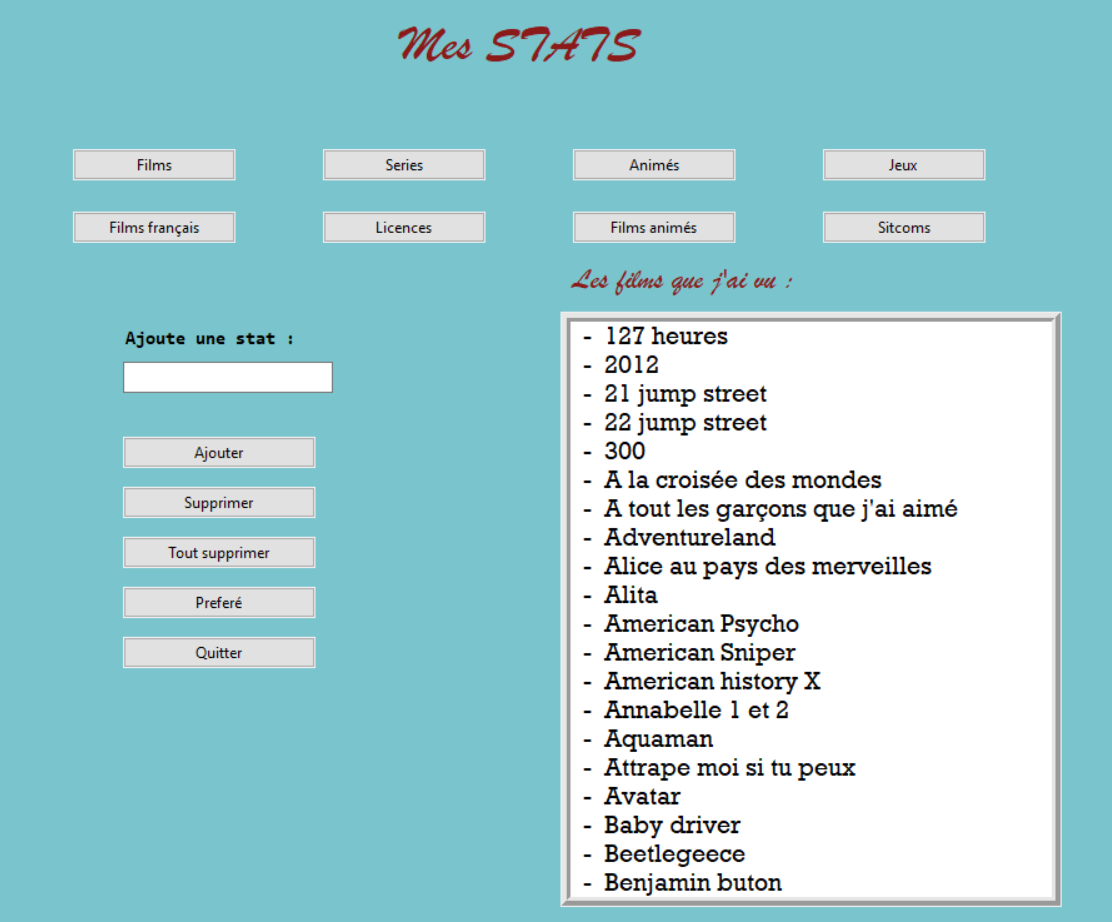 Mes STATS
Films
Series
Animés
Jeux
Films français
Licences
Films animés
Sitcoms
Les films que j'ai vu :
Ajoute une stat :
Ajouter
Supprimer
Tout supprimer
Preferé
Quitter
- 127 heures
- 2012
- 21 jump street
- 22 jump street
- 300
- A la croisée des mondes
- A tout les garçons que j'ai aimé
- Adventureland
- Alice au pays des merveilles
- Alita
- American Psycho
- American Sniper
- American history X
- Annabelle 1 et 2
- Aquaman
- Attrape moi si tu peux
- Avatar
- Baby driver
- Beetlegeece
- Benjamin buton